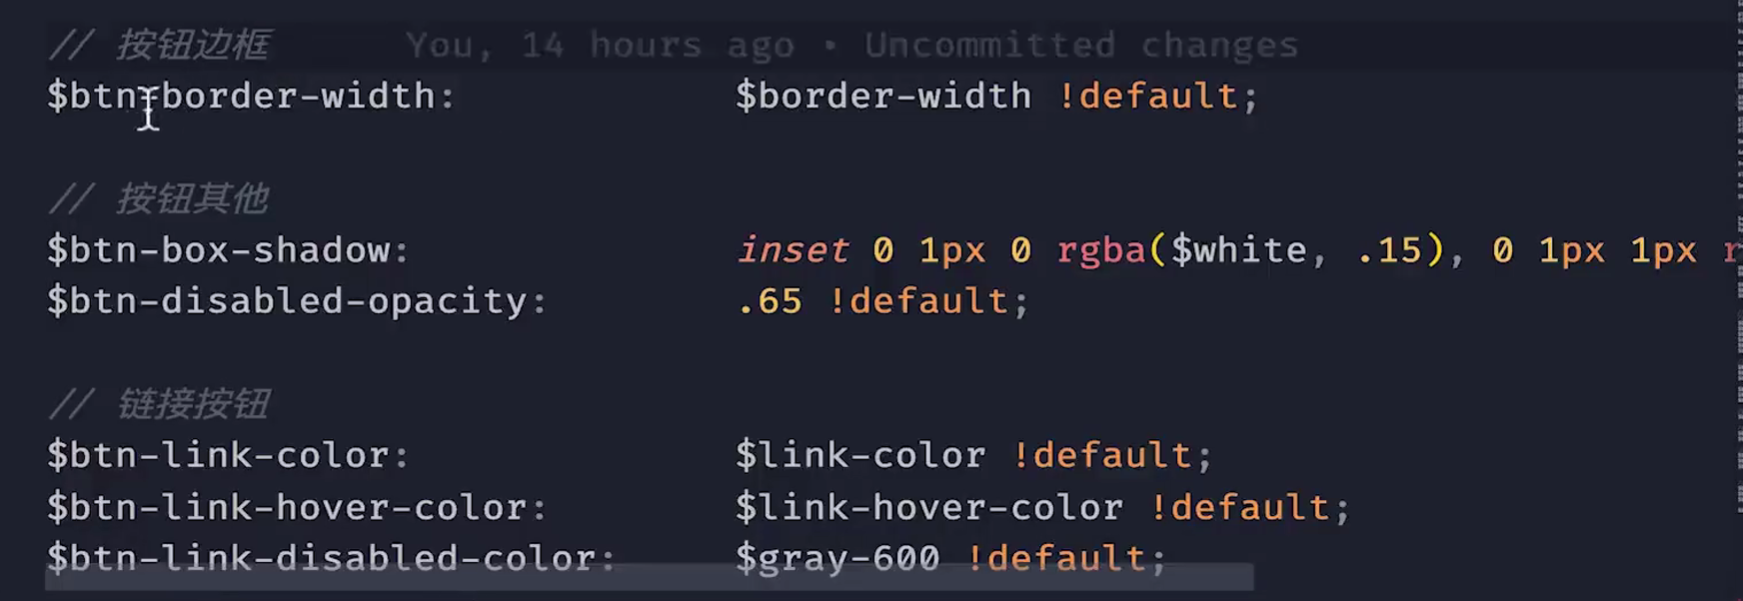 // 按钮边框 You, 14 hours ago • Uncommitted changes
$btn-border-width: $border-width !default;
// 按钮其他
$btn-box-shadow: inset 0 1px 0 rgba($white, .15), 0 1px 1px r
$btn-disabled-opacity: .65 !default;
// 链接按钮
$btn-link-color: $link-color !default;
$btn-link-hover-color: $link-hover-color !default;
$btn-link-disabled-color: $gray-600 !default;